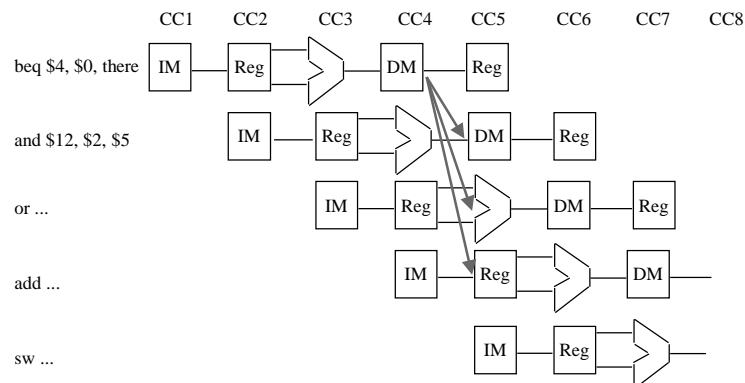 CC1 CC2 CC3 CC4 CC5 CC6 CC7 CC8
beq $4, $0, there IM Reg DM Reg
and $12, $2, $5 IM Reg DM Reg
or ... IM Reg DM Reg
add ... IM Reg DM
sw ... IM Reg